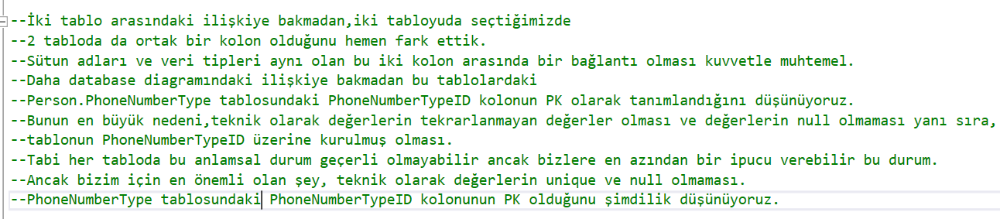 --İki tablo arasındaki ilişkiye bakmadan,iki tabloyuda seçtiğimizde
--2 tabloda da ortak bir kolon olduğunu hemen fark ettik.
--Sütun adları ve veri tipleri aynı olan bu iki kolon arasında bir bağlantı olması kuvvetle muhtemel.
--Daha database diagramındaki ilişkiye bakmadan bu tablolardaki
--Person.PhoneNumberType tablosundaki PhoneNumberTypeID kolonun PK olarak tanımlandığını düşünüyoruz.
--Bunun en büyük nedeni,teknik olarak değerlerin tekrarlanmayan değerler olması ve değerlerin null olmaması yanı sıra,
--tablonun PhoneNumberTypeID üzerine kurulmuş olması.
--Tabi her tabloda bu anlamsal durum geçerli olmayabilir ancak bizlere en azından bir ipucu verebilir bu durum.
--Ancak bizim için en önemli olan şey, teknik olarak değerlerin unique ve null olmaması.
--PhoneNumberType tablosundaki PhoneNumberTypeID kolonunun PK olduğunu şimdilik düşünüyoruz.